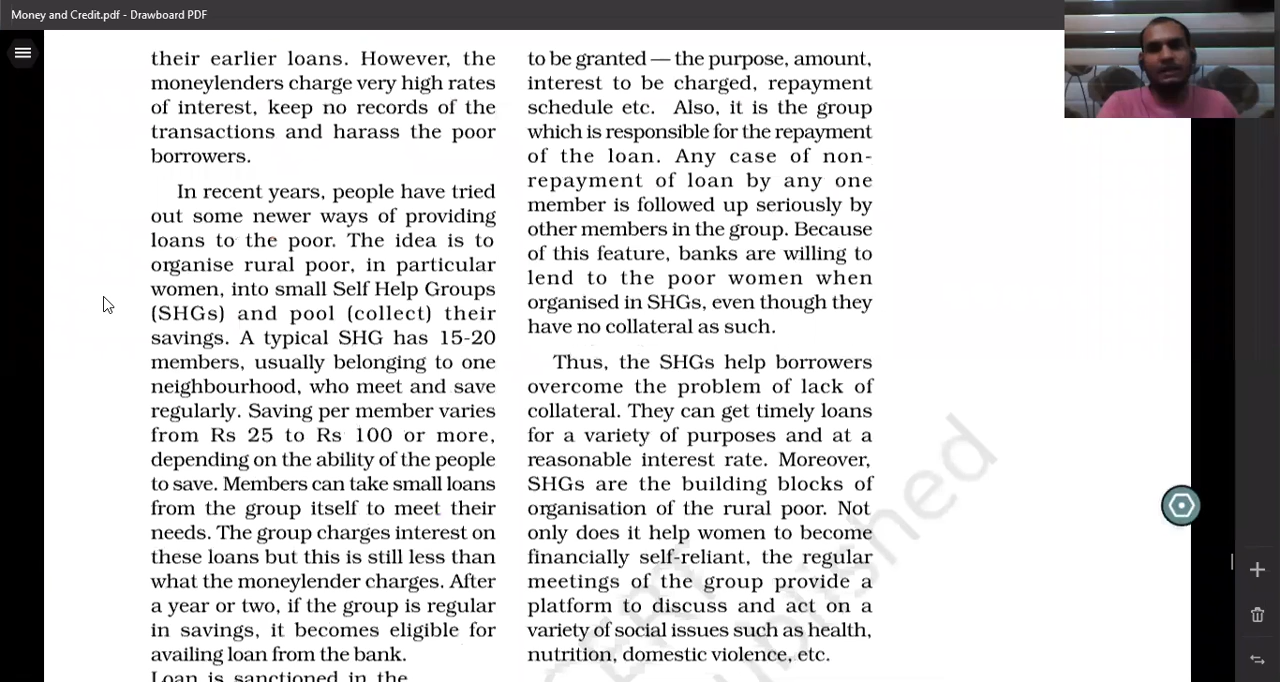 Money and Credit.pdf - Drawboard PDF
their earlier loans. However, the
moneylenders charge very high rates
of interest, keep no records of the
transactions and harass the poor
borrowers.
In recent years, people have tried
out some newer ways of providing
loans to the poor. The idea is to
organise rural poor, in particular
women, into small Self Help Groups
(SHGs) and pool (collect) their
savings. A typical SHG has 15-20
members, usually belonging to one
neighbourhood, who meet and save
regularly. Saving per member varies
from Rs 25 to Rs 100 or more,
depending on the ability of the people
to save. Members can take small loans
from the group itself to meet their
needs. The group charges interest on
these loans but this is still less than
what the moneylender charges. After
a year or two, if the group is regular
in savings, it becomes eligible for
availing loan from the bank.
Loan is sanctioned in the
to be granted — the purpose, amount,
interest to be charged, repayment
schedule etc. Also, it is the group
which is responsible for the repayment
of the loan. Any case of non-
repayment of loan by any one
member is followed up seriously by
other members in the group. Because
of this feature, banks are willing to
lend to the poor women when
organised in SHGs, even though they
have no collateral as such.
Thus, the SHGs help borrowers
overcome the problem of lack of
collateral. They can get timely loans
for a variety of purposes and at a
reasonable interest rate. Moreover,
SHGs are the building blocks of
organisation of the rural poor. Not
only does it help women to become
financially self-reliant, the regular
meetings of the group provide a
platform to discuss and act on a
variety of social issues such as health,
nutrition, domestic violence, etc.